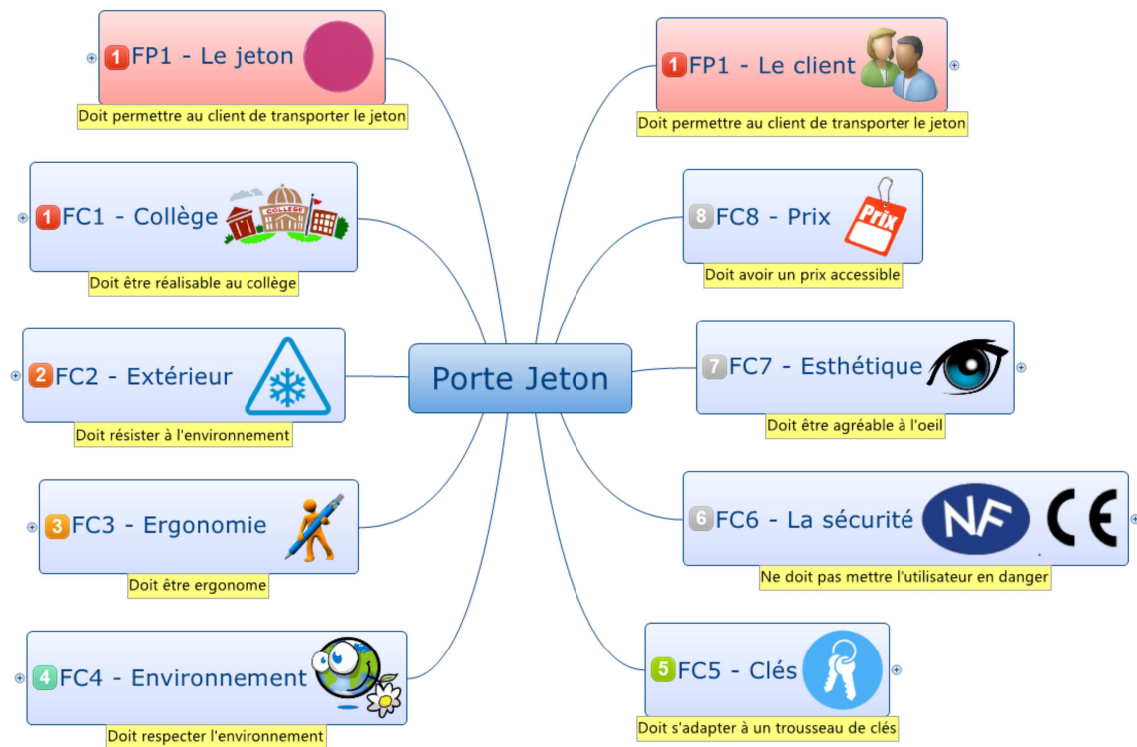 1 FP1 - Le jeton
Doit permettre au client de transporter le jeton
1 FC1 - Collège
COLLEGE
Doit être réalisable au collège
2 FC2 - Extérieur
Doit résister à l'environnement
3 FC3 - Ergonomie
Doit être ergonome
4 FC4 - Environnement
Doit respecter l'environnement
Porte Jeton
1 FP1 - Le client
Doit permettre au client de transporter le jeton
8 FC8 - Prix
Prix
Doit avoir un prix accessible
7 FC7 - Esthétique
Doit être agréable à l'oeil
6 FC6 - La sécurité
NF CE
Ne doit pas mettre l'utilisateur en danger
5 FC5 - Clés
Doit s'adapter à un trousseau de clés